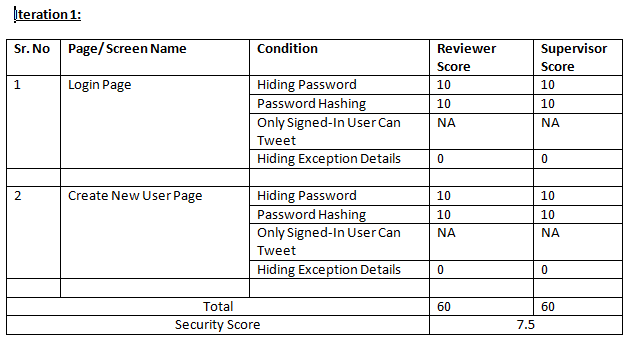 Iteration 1:
Sr. No Page/ Screen Name Condition Reviewer Score Supervisor Score
1 Login Page Hiding Password 10 10
Password Hashing 10 10
Only Signed-In User Can Tweet NA NA
Hiding Exception Details 0 0
2 Create New User Page Hiding Password 10 10
Password Hashing 10 10
Only Signed-In User Can Tweet NA NA
Hiding Exception Details 0 0
Total 60 60
Security Score 7.5